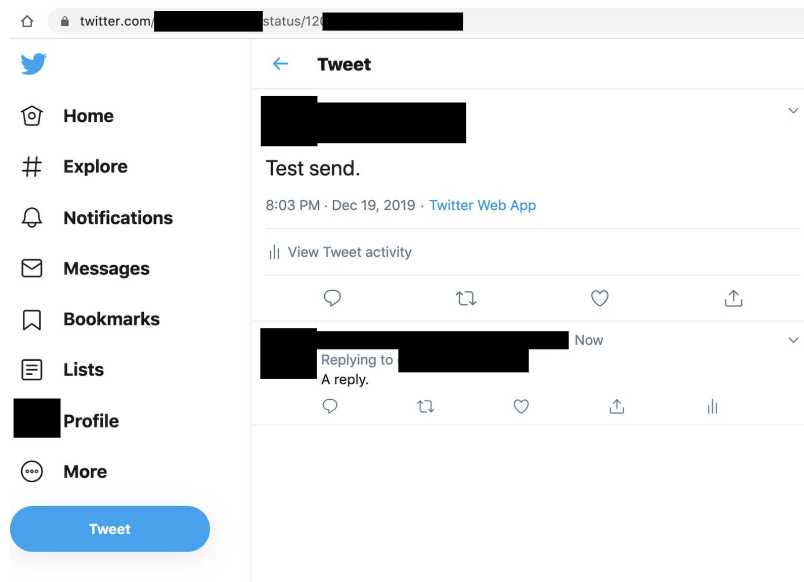 twitter.com/ status/120
Tweet
Home
Explore
Notifications
Messages
Bookmarks
Lists
Profile
More
Tweet
Test send.
8:03 PM · Dec 19, 2019 · Twitter Web App
View Tweet activity
Now
Replying to
A reply.